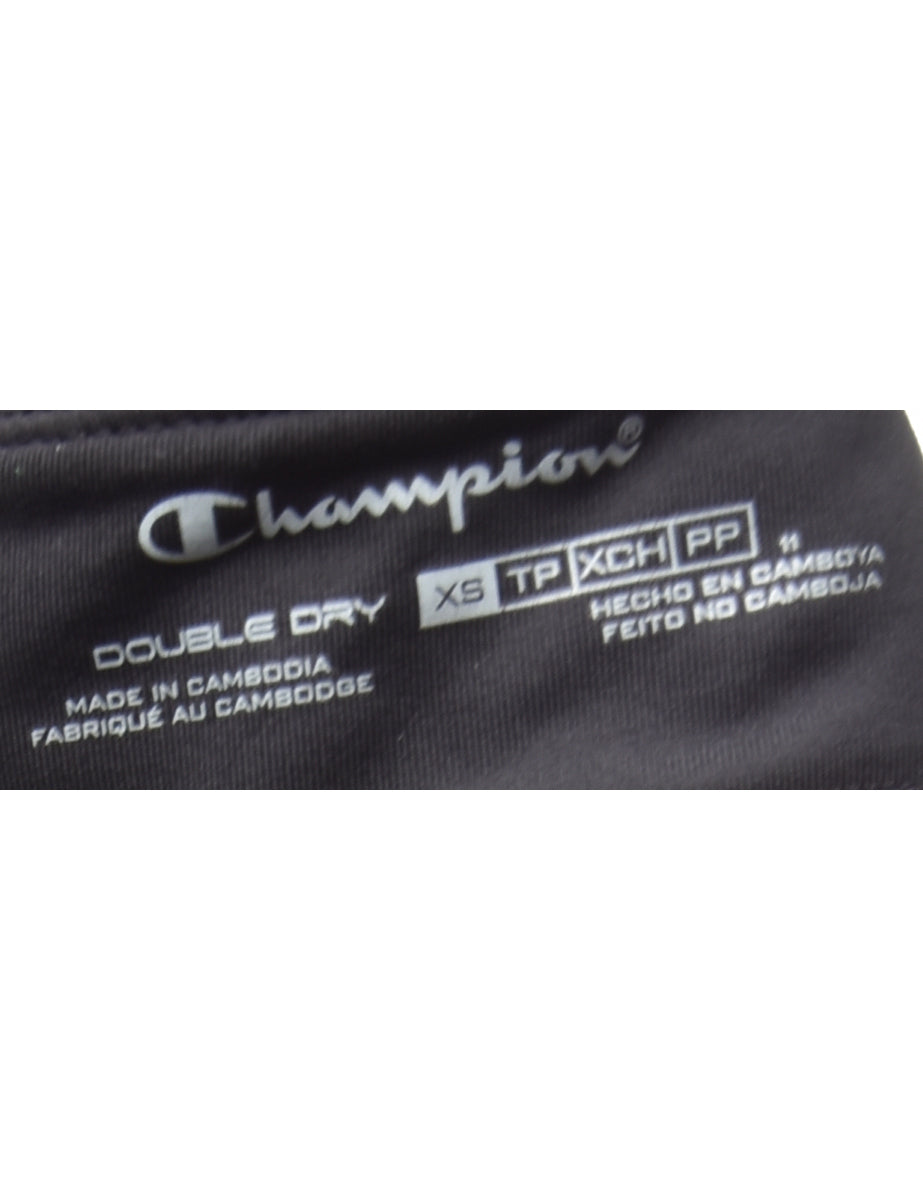 Champion®
XS TP XCH PP 11
DOUBLE DRY
HECHO EN CAMBOYA
FEITO NO CAMBOJA
MADE IN CAMBODIA
FABRIQUÉ AU CAMBODGE